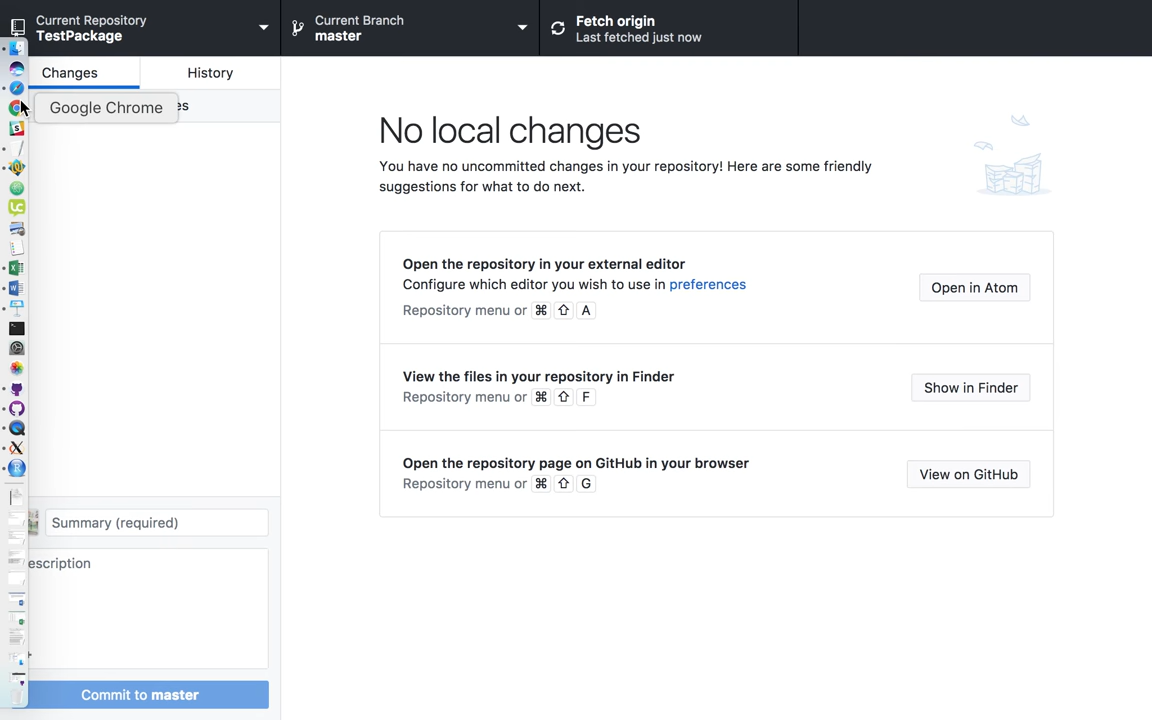 Current Repository
TestPackage
Current Branch
master
Fetch origin
Last fetched just now
Changes
History
Google Chrome
es
No local changes
You have no uncommitted changes in your repository! Here are some friendly
suggestions for what to do next.
Open the repository in your external editor
Configure which editor you wish to use in preferences
Repository menu or ⌘ ⇧ A
Open in Atom
View the files in your repository in Finder
Repository menu or ⌘ ⇧ F
Show in Finder
Open the repository page on GitHub in your browser
Repository menu or ⌘ ⇧ G
View on GitHub
Summary (required)
escription
Commit to master